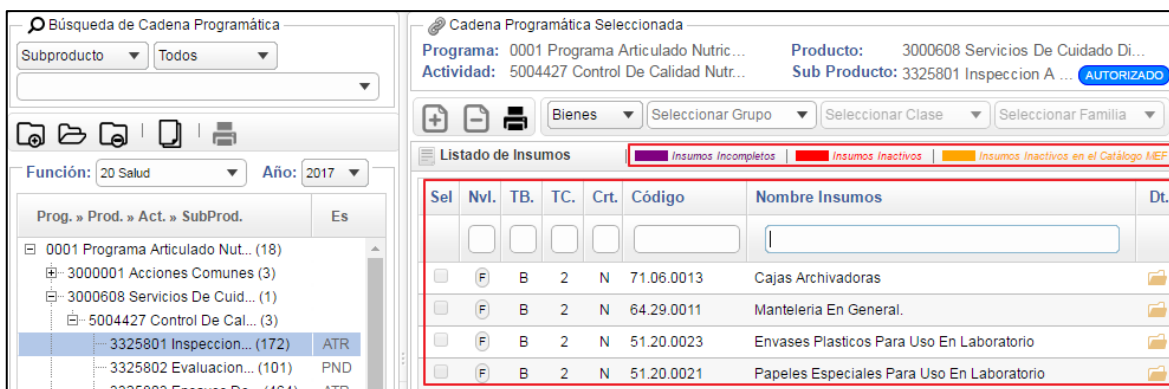 Búsqueda de Cadena Programática
Subproducto Todos
Función: 20 Salud Año: 2017
Prog. » Prod. » Act. » SubProd. Es
0001 Programa Articulado Nut... (18)
3000001 Acciones Comunes (3)
3000608 Servicios De Cuid... (1)
5004427 Control De Cal... (3)
3325801 Inspeccion... (172) ATR
3325802 Evaluacion... (101) PND
Cadena Programática Seleccionada
Programa: 0001 Programa Articulado Nutric... Producto: 3000608 Servicios De Cuidado Di...
Actividad: 5004427 Control De Calidad Nutr... Sub Producto: 3325801 Inspeccion A ... AUTORIZADO
Bienes Seleccionar Grupo Seleccionar Clase Seleccionar Familia
Listado de Insumos Insumos Incompletos Insumos Inactivos Insumos Inactivos en el Catálogo MEF
Sel Nvl. TB. TC. Crt. Código Nombre Insumos Dt.
F B 2 N 71.06.0013 Cajas Archivadoras
F B 2 N 64.29.0011 Manteleria En General.
F B 2 N 51.20.0023 Envases Plasticos Para Uso En Laboratorio
F B 2 N 51.20.0021 Papeles Especiales Para Uso En Laboratorio